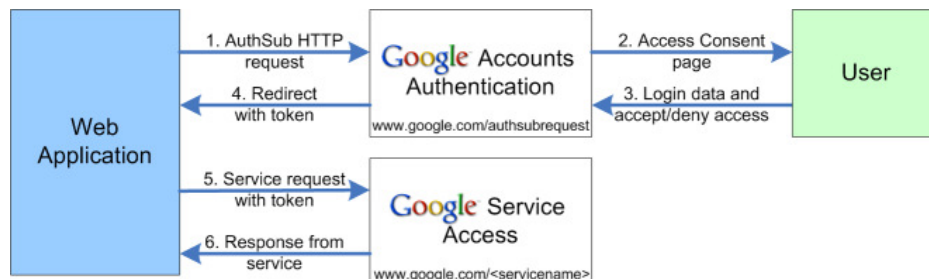 Web
Application
1. AuthSub HTTP
request
4. Redirect
with token
Google Accounts
Authentication
www.google.com/authsubrequest
2. Access Consent
page
3. Login data and
accept/deny access
User
5. Service request
with token
6. Response from
service
Google Service
Access
www.google.com/<servicename>